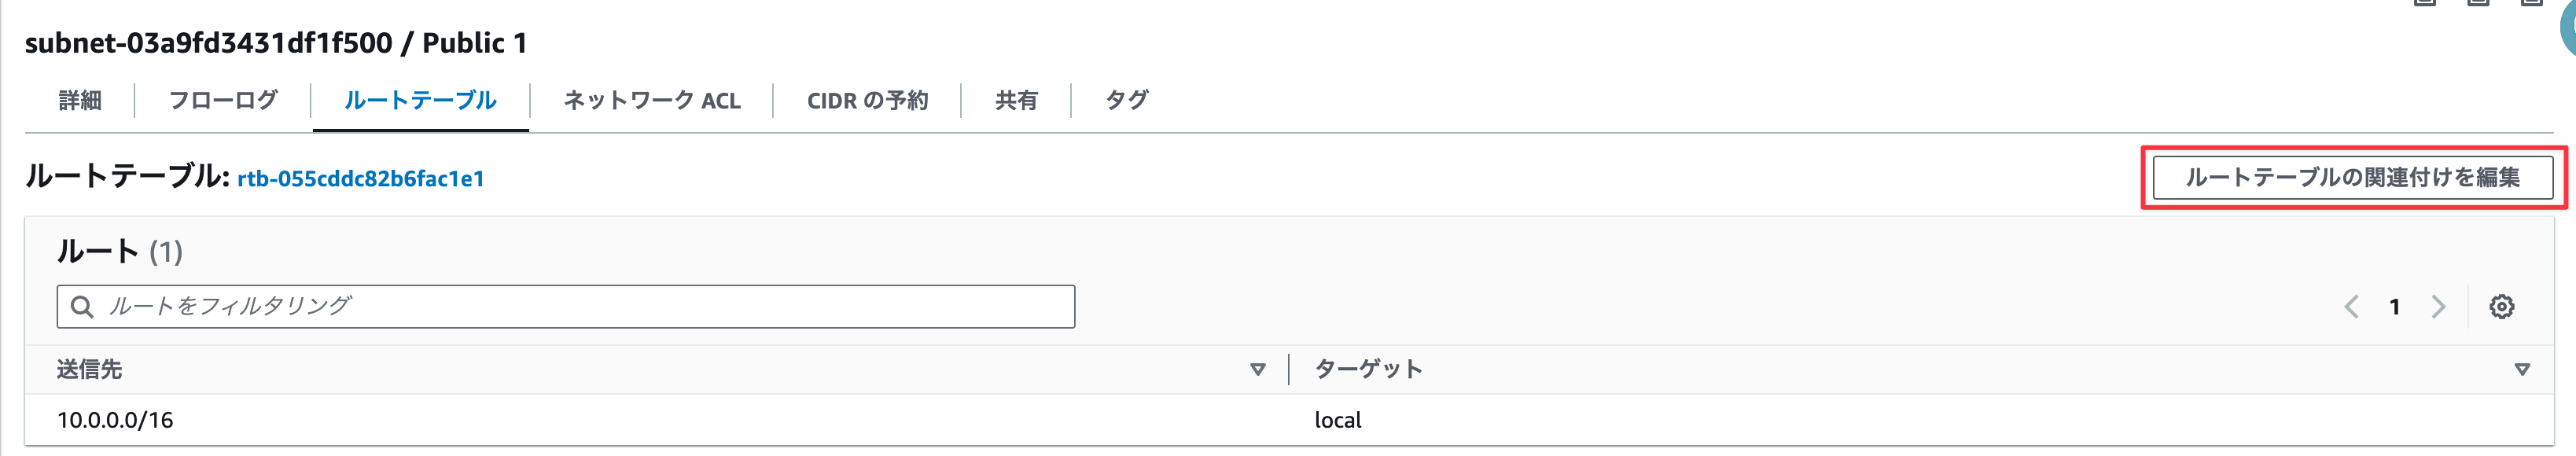 subnet-03a9fd3431df1f500 / Public 1
詳細 フローログ ルートテーブル ネットワーク ACL CIDR の予約 共有 タグ
ルートテーブル: rtb-055cddc82b6fac1e1 ルートテーブルの関連付けを編集
ルート (1)
ルートをフィルタリング 1
送信先 ターゲット
10.0.0.0/16 local